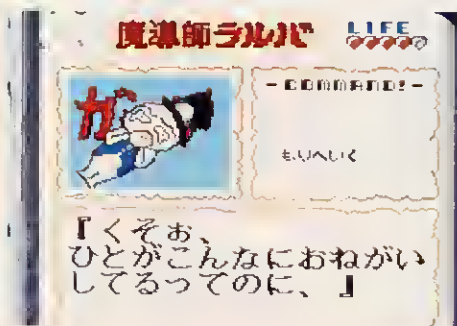 魔導師ラルバ
LIFE
ガ
- COMMAND! -
もりへいく
『くそぉ、
ひとがこんなにおねがい
してるってのに、』